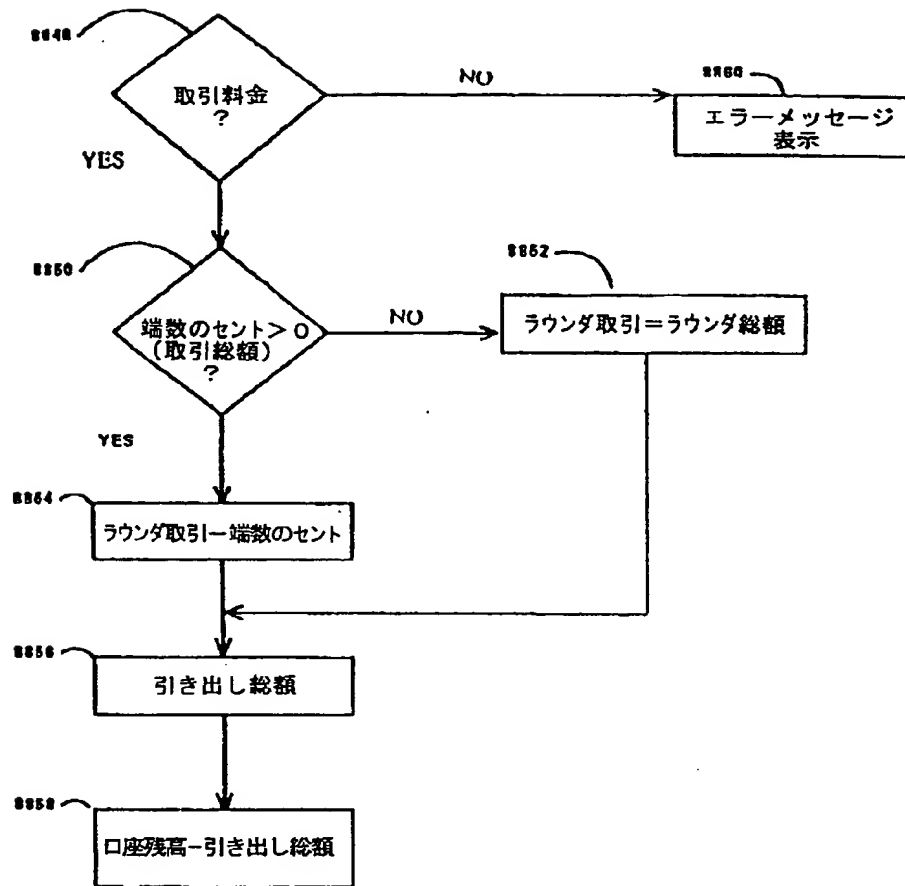 取引料金
?
NO
エラーメッセージ
表示
YES
端数のセント>0
(取引総額)
?
NO
ラウンダ取引=ラウンダ総額
YES
ラウンダ取引-端数のセント
引き出し総額
口座残高-引き出し総額